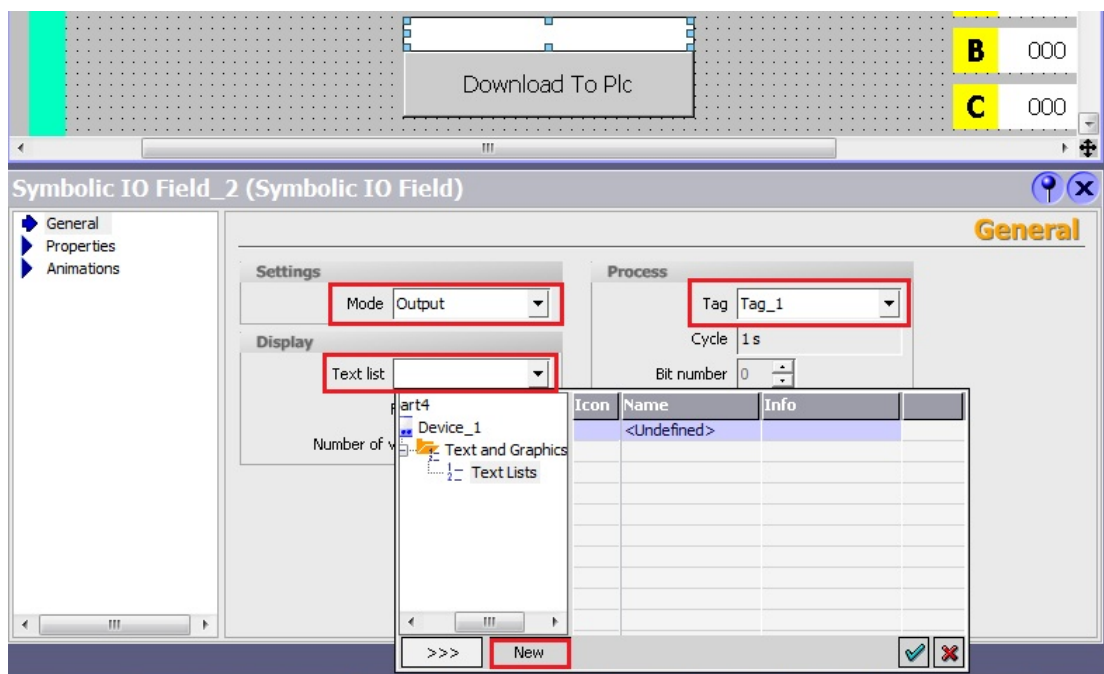 B 000
Download To Plc
C 000
Symbolic IO Field_2 (Symbolic IO Field)
General
Properties
Animations
General
Settings
Mode Output
Display
Text list
Number of v
Process
Tag Tag_1
Cycle 1 s
Bit number 0
art4
Device_1
Text and Graphics
Text Lists
Icon Name Info
<Undefined>
>>> New